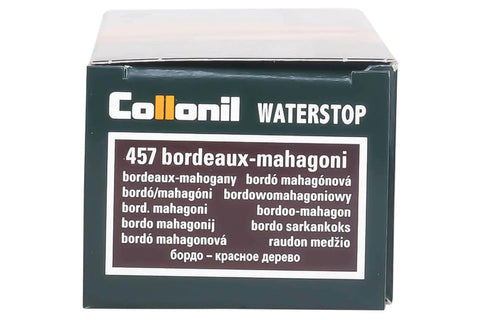 Collonil WATERSTOP
457 bordeaux-mahagoni
bordeaux-mahogany bordó mahagónová
bordó/mahagóni bordowomahagoniowy
bord. mahagoni bordoo-mahagon
bordo mahagonij bordo sarkankoks
bordó mahagonová raudon medžio
бордо – красное дерево